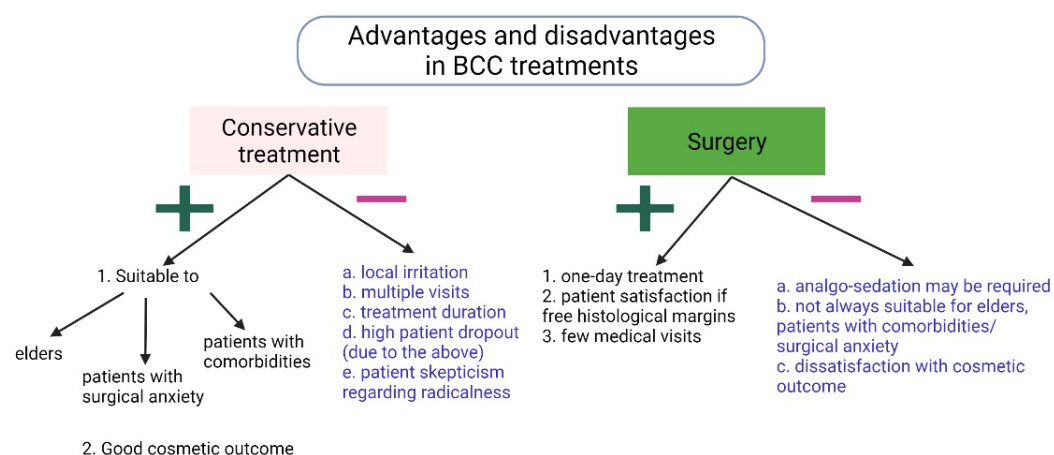 Advantages and disadvantages
in BCC treatments
Conservative
treatment
1. Suitable to
elders
patients with
surgical anxiety
patients with
comorbidities
2. Good cosmetic outcome
a. local irritation
b. multiple visits
c. treatment duration
d. high patient dropout
(due to the above)
e. patient skepticism
regarding radicalness
Surgery
1. one-day treatment
2. patient satisfaction if
free histological margins
3. few medical visits
a. analgo-sedation may be required
b. not always suitable for elders,
patients with comorbidities/
surgical anxiety
c. dissatisfaction with cosmetic
outcome